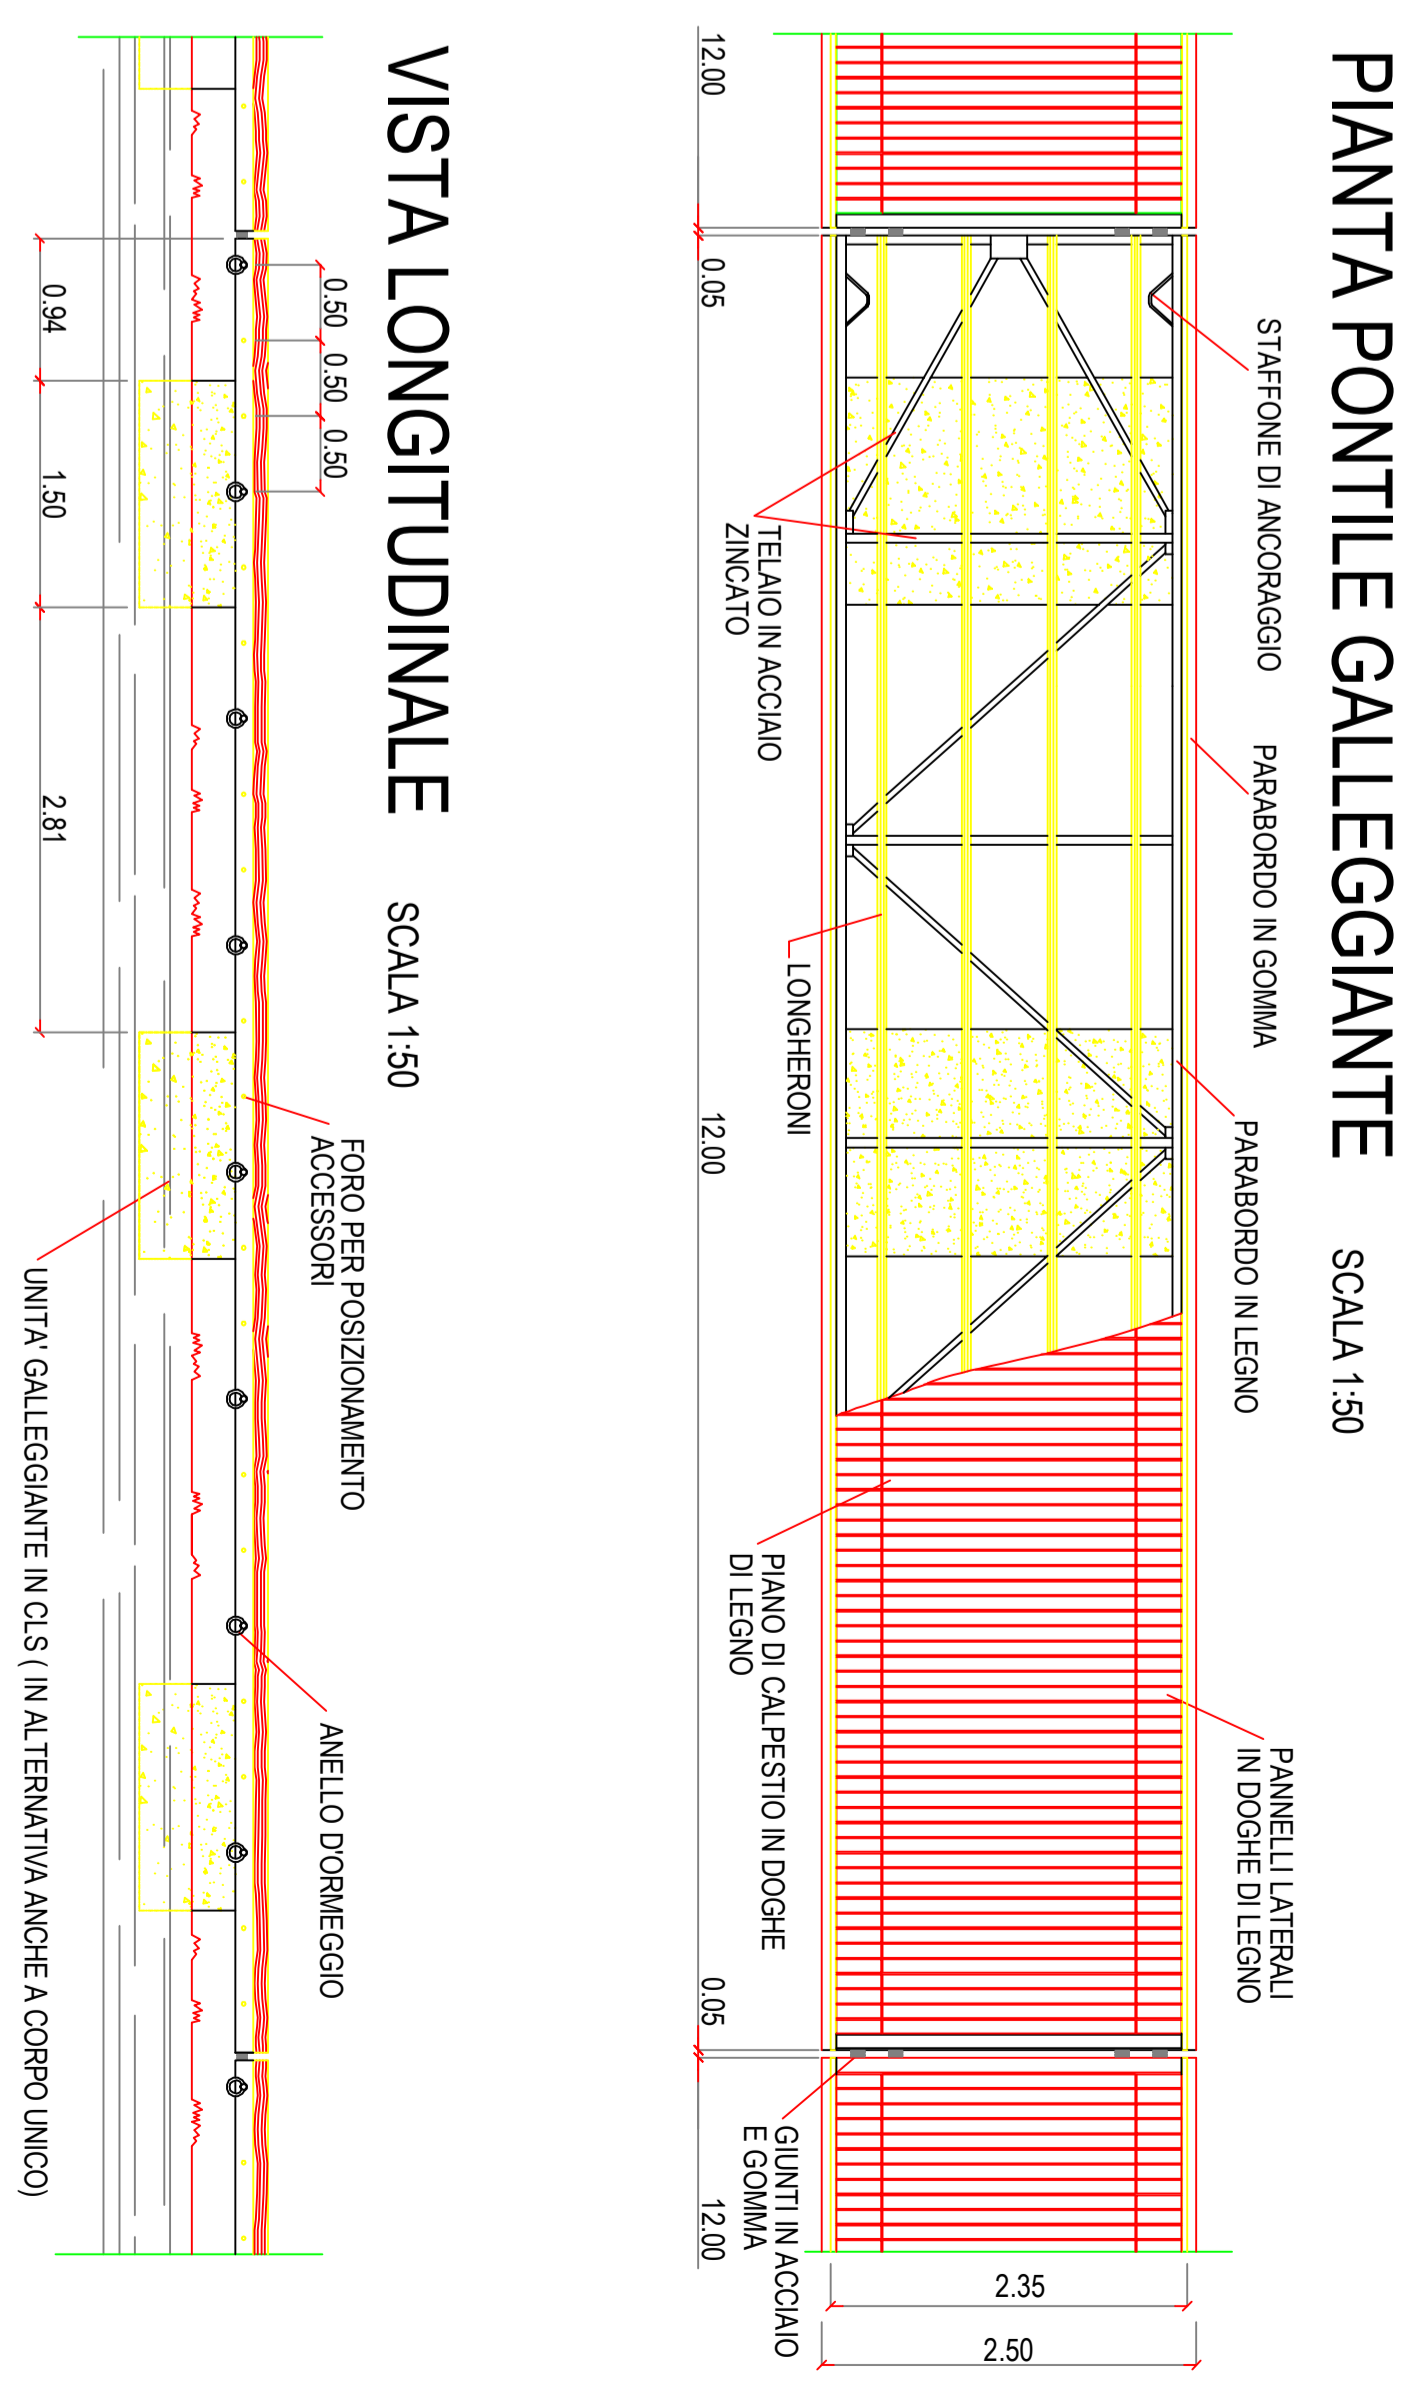 PIANTA PONTILE GALLEGGIANTE
SCALA 1:50
STAFFONE DI ANCORAGGIO
PARABORDO IN GOMMA
PARABORDO IN LEGNO
PANNELLI LATERALI
IN DOGHE DI LEGNO
2.35
2.50
TELAIO IN ACCIAIO
ZINCATO
LONGHERONI
PIANO DI CALPESTIO IN DOGHE
DI LEGNO
GIUNTI IN ACCIAIO
E GOMMA
12.00
0.05
12.00
0.05
12.00
VISTA LONGITUDINALE
SCALA 1:50
0.50
0.50
0.50
FORO PER POSIZIONAMENTO
ACCESSORI
ANELLO D'ORMEGGIO
0.94
1.50
2.81
UNITA' GALLEGGIANTE IN CLS ( IN ALTERNATIVA ANCHE A CORPO UNICO)